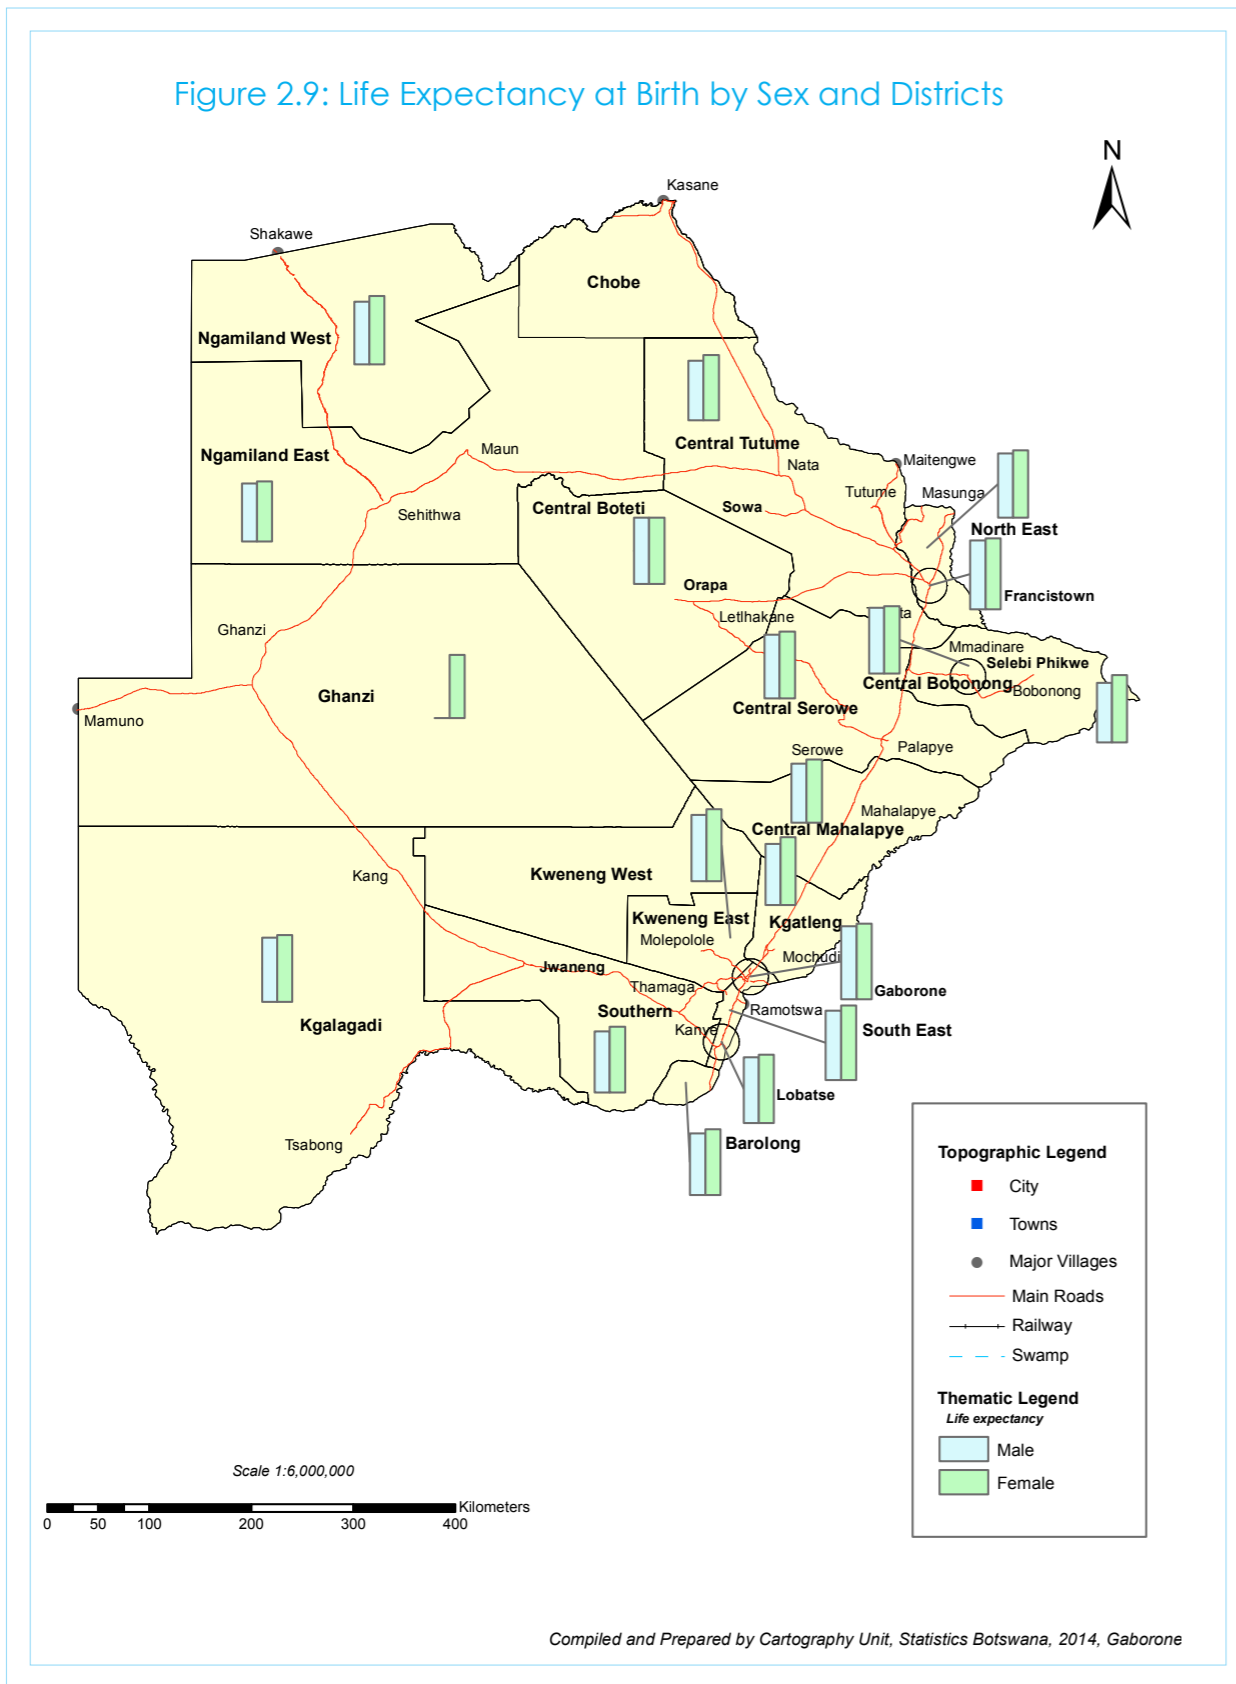 Figure 2.9: Life Expectancy at Birth by Sex and Districts
N
Kasane
Shakawe
Chobe
Ngamiland West
Central Tutume
Ngamiland East
Maun
Nata
Maitengwe
Tutume
Masunga
Sehithwa
Central Boteti
Sowa
North East
Orapa
Francistown
Letlhakane
Ghanzi
Mmadinare
Selebi Phikwe
Central Bobonong
Bobonong
Ghanzi
Central Serowe
Mamuno
Serowe
Palapye
Mahalapye
Central Mahalapye
Kang
Kweneng West
Kweneng East
Kgatleng
Molepolole
Mochudi
Jwaneng
Thamaga
Gaborone
Southern
Ramotswa
Kgalagadi
Kanye
South East
Lobatse
Tsabong
Barolong
Topographic Legend
City
Towns
Major Villages
Main Roads
Railway
Swamp
Thematic Legend
Life expectancy
Male
Female
Scale 1:6,000,000
Kilometers
0 50 100 200 300 400
Compiled and Prepared by Cartography Unit, Statistics Botswana, 2014, Gaborone